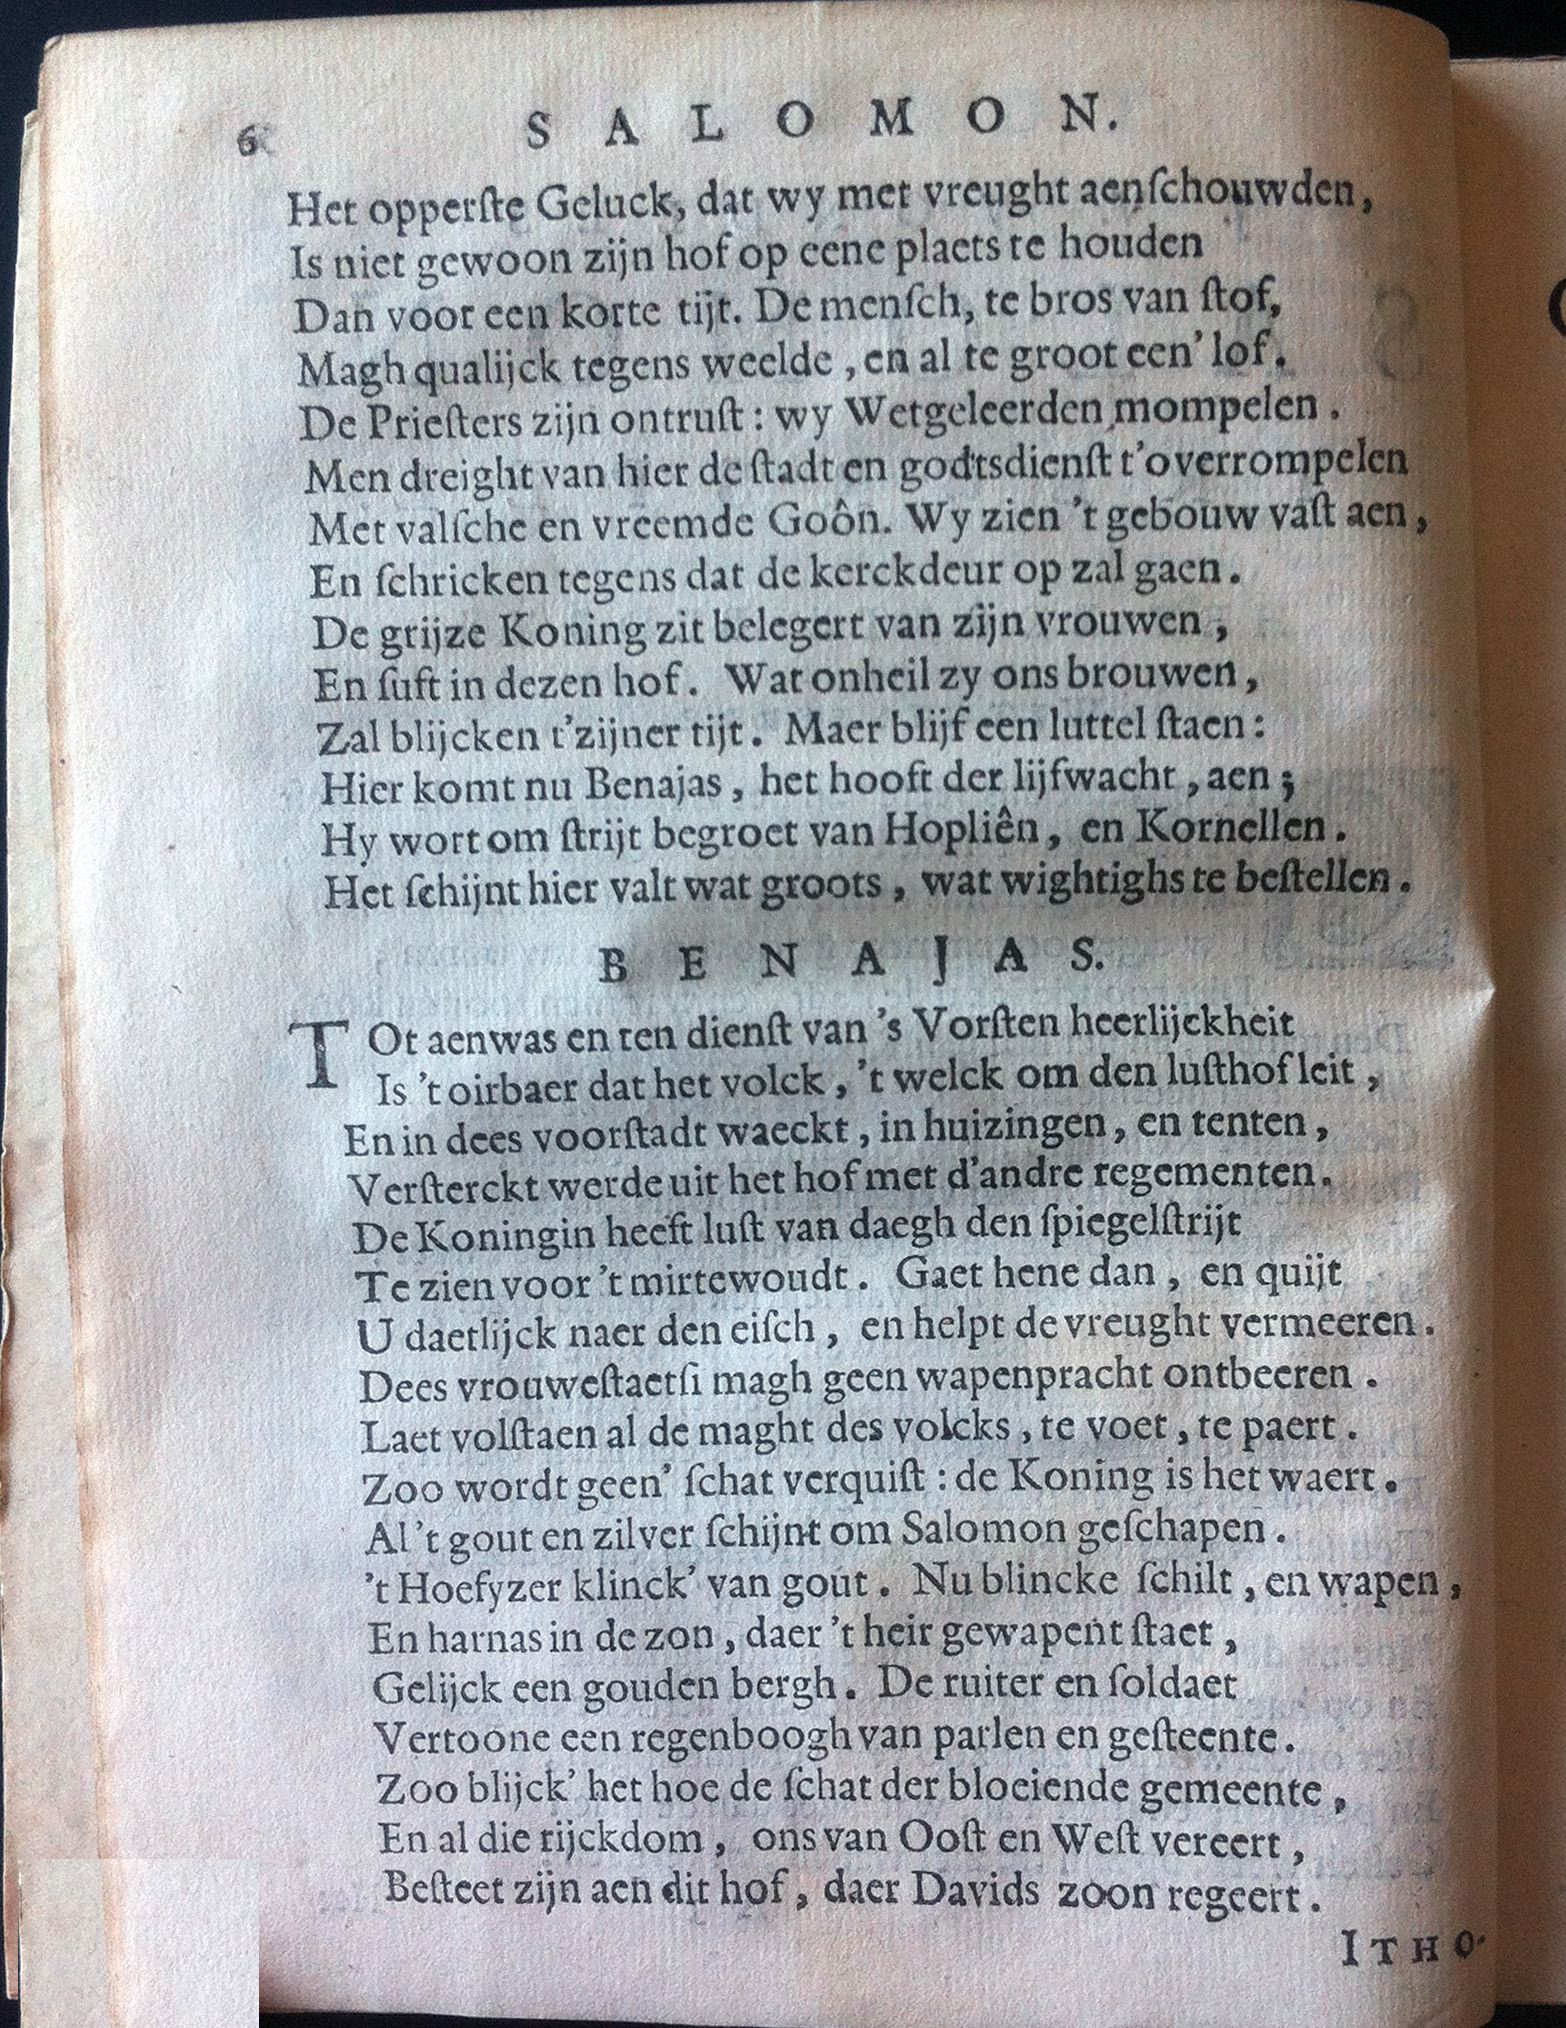 6 SALOMON.
Het opperſte Geluck, dat wy met vreught aenſchouwden,
Is niet gewoon zijn hof op eene plaets te houden
Dan voor een korte tijt. De menſch, te bros van ſtof,
Magh qualijck tegens weelde, en al te groot een' lof.
De Prieſters zijn ontruſt: wy Wetgeleerden mompelen.
Men dreight van hier de ſtadt en godtsdienſt t'overrompelen
Met valſche en vreemde Goôn. Wy zien 't gebouw vaſt aen,
En ſchricken tegens dat de kerckdeur op zal gaen.
De grijze Koning zit belegert van zijn vrouwen,
En ſuft in dezen hof. Wat onheil zy ons brouwen,
Zal blijcken t'zijner tijt. Maer blijf een luttel ſtaen:
Hier komt nu Benajas, het hooft der lijfwacht, aen;
Hy wort om ſtrijt begroet van Hopliên, en Kornellen.
Het ſchijnt hier valt wat groots, wat wightighs te beſtellen.
BENAJAS.
TOt aenwas en ten dienſt van 's Vorſten heerlijckheit
Is 't oirbaer dat het volck, 't welck om den luſthof leit,
En in dees voorſtadt waeckt, in huizingen, en tenten,
Verſterckt werde uit het hof met d'andre regementen.
De Koningin heeft luſt van daegh den ſpiegelſtrijt
Te zien voor 't mirtewoudt. Gaet hene dan, en quijt
U daetlijck naer den eiſch, en helpt de vreught vermeeren.
Dees vrouweſtaetſi magh geen wapenpracht ontbeeren.
Laet volſtaen al de maght des volcks, te voet, te paert.
Zoo wordt geen' ſchat verquiſt: de Koning is het waert.
Al 't gout en zilver ſchijnt om Salomon geſchapen.
't Hoefyzer klinck' van gout. Nu blincke ſchilt, en wapen,
En harnas in de zon, daer 't heir gewapent ſtaet,
Gelijck een gouden bergh. De ruiter en ſoldaet
Vertoone een regenboogh van parlen en geſteente.
Zoo blijck' het hoe de ſchat der bloeiende gemeente,
En al die rijckdom, ons van Ooſt en Weſt vereert,
Beſteet zijn aen dit hof, daer Davids zoon regeert.
ITHO-